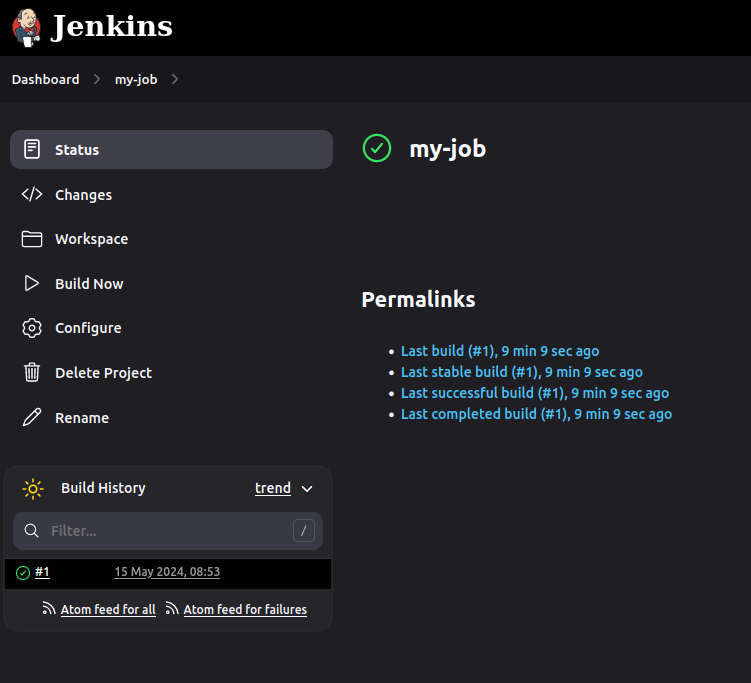 Jenkins
Dashboard
my-job
Status
Changes
Workspace
Build Now
Configure
Delete Project
Rename
Build History
trend
Filter...
/
#1
15 May 2024, 08:53
Atom feed for all
Atom feed for failures
my-job
Permalinks
Last build (#1), 9 min 9 sec ago
Last stable build (#1), 9 min 9 sec ago
Last successful build (#1), 9 min 9 sec ago
Last completed build (#1), 9 min 9 sec ago